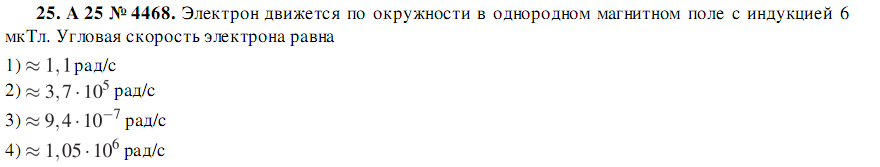 25. А 25 № 4468. Электрон движется по окружности в однородном магнитном поле с индукцией 6
мкТл. Угловая скорость электрона равна
1) ≈ 1,1 рад/с
2) ≈ 3,7 · 10⁵ рад/с
3) ≈ 9,4 · 10⁻⁷ рад/с
4) ≈ 1,05 · 10⁶ рад/с